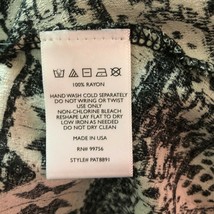 100% RAYON
HAND WASH COLD SEPARATELY
DO NOT WRING OR TWIST
USE ONLY
NON-CHLORINE BLEACH
RESHAPE LAY FLAT TO DRY
LOW IRON AS NEEDED
DO NOT DRY CLEAN
MADE IN USA
RN# 99756
STYLE# PAT8891